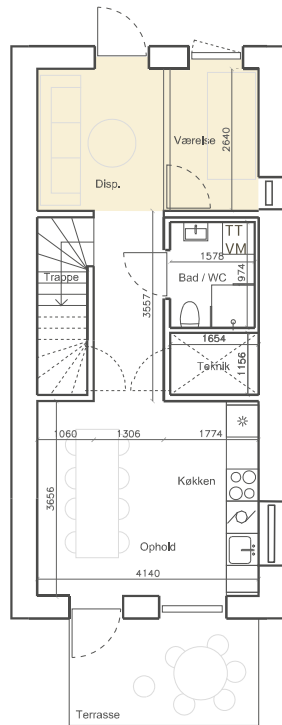 Værelse
2640
Disp.
TT
VM
1578
974
Bad / WC
Trappe
3557
1654
Teknik
1156
1060
1306
1774
3656
Køkken
Ophold
4140
Terrasse